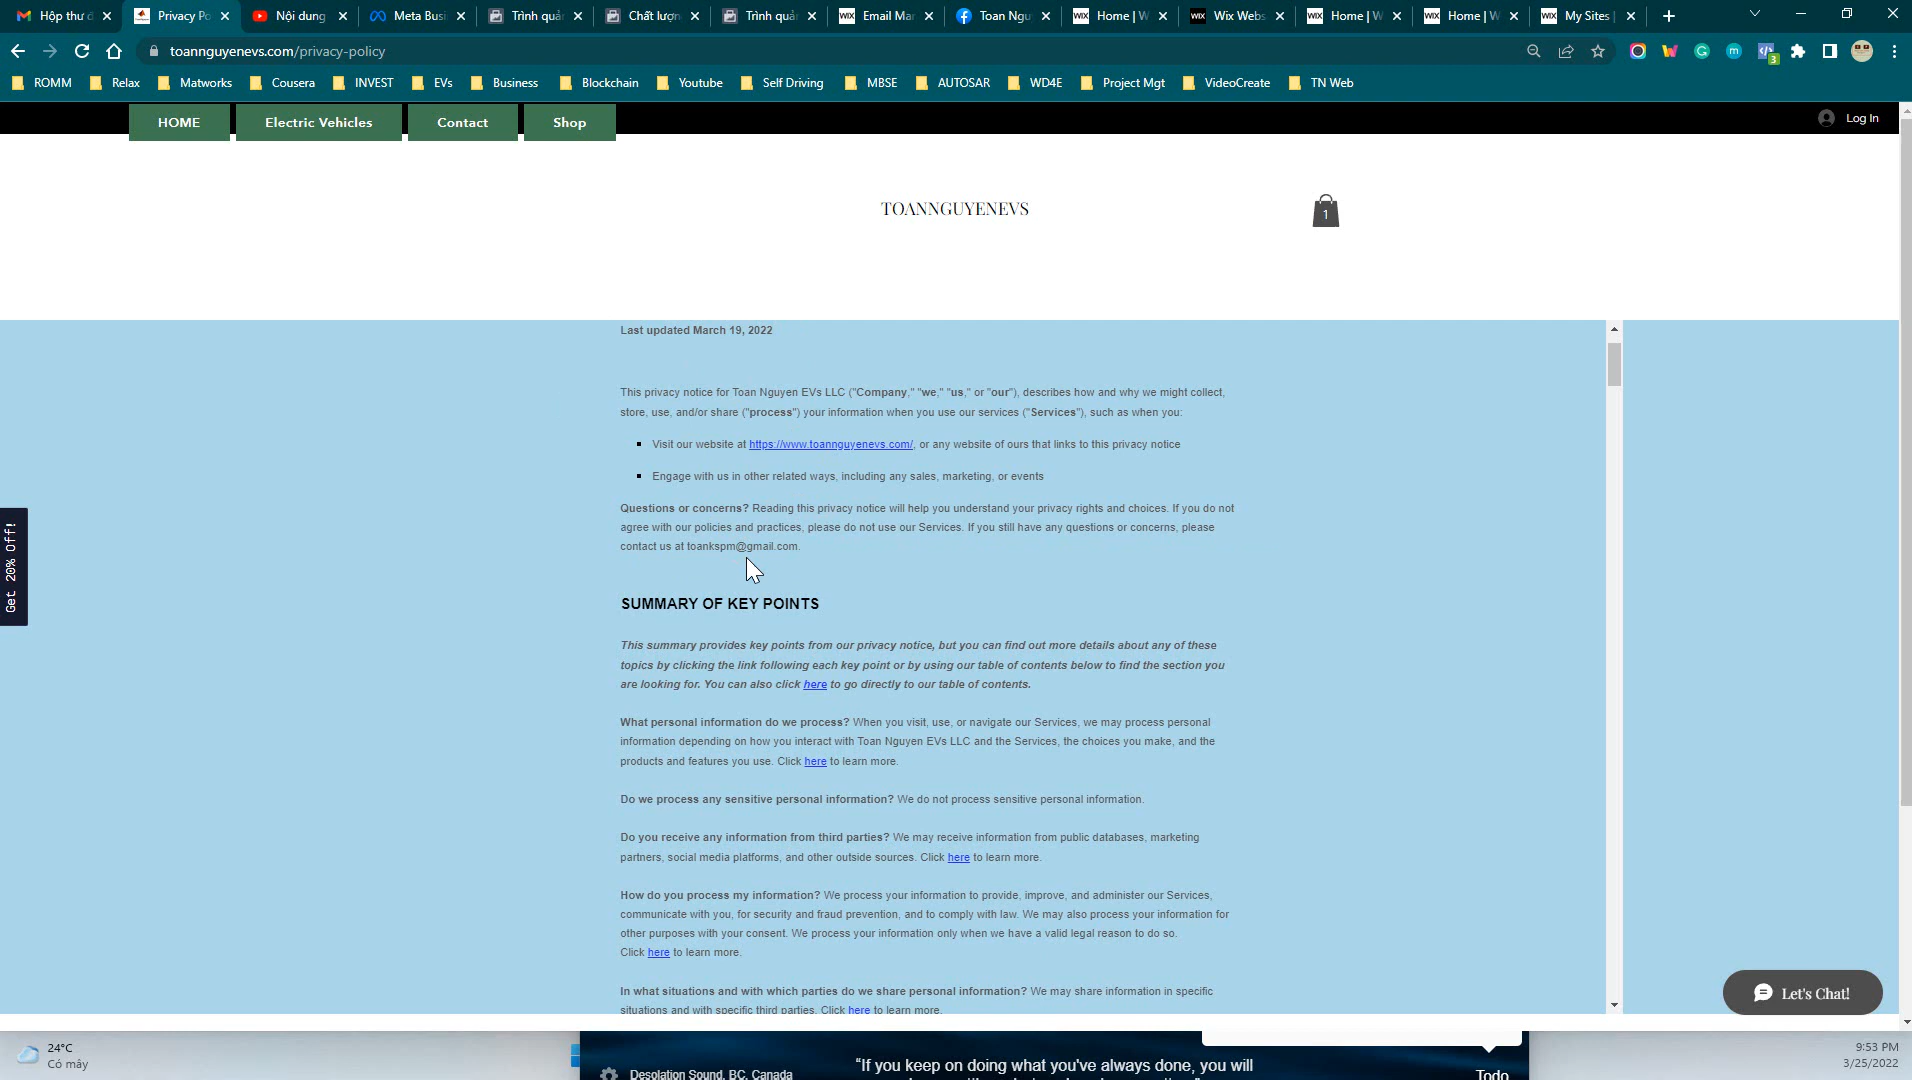 Hộp thư đ
Privacy Po
Nội dung
Meta Busi
Trình quả
Chất lượn
Trình quả
WIX Email Mar
Toan Ngu
WIX Home | W
WIX Wix Webs
WIX Home | W
WIX Home | W
WIX My Sites |
toannguyenevs.com/privacy-policy
3
ROMM
Relax
Matworks
Cousera
INVEST
EVs
Business
Blockchain
Youtube
Self Driving
MBSE
AUTOSAR
WD4E
Project Mgt
VideoCreate
TN Web
HOME
Electric Vehicles
Contact
Shop
Log In
TOANNGUYENEVS
1
Last updated March 19, 2022
This privacy notice for Toan Nguyen EVs LLC ("Company," "we," "us," or "our"), describes how and why we might collect,
store, use, and/or share ("process") your information when you use our services ("Services"), such as when you:
Visit our website at https://www.toannguyenevs.com/, or any website of ours that links to this privacy notice
Engage with us in other related ways, including any sales, marketing, or events
Questions or concerns? Reading this privacy notice will help you understand your privacy rights and choices. If you do not
agree with our policies and practices, please do not use our Services. If you still have any questions or concerns, please
contact us at toankspm@gmail.com.
Get 20% Off!
SUMMARY OF KEY POINTS
This summary provides key points from our privacy notice, but you can find out more details about any of these
topics by clicking the link following each key point or by using our table of contents below to find the section you
are looking for. You can also click here to go directly to our table of contents.
What personal information do we process? When you visit, use, or navigate our Services, we may process personal
information depending on how you interact with Toan Nguyen EVs LLC and the Services, the choices you make, and the
products and features you use. Click here to learn more.
Do we process any sensitive personal information? We do not process sensitive personal information.
Do you receive any information from third parties? We may receive information from public databases, marketing
partners, social media platforms, and other outside sources. Click here to learn more.
How do you process my information? We process your information to provide, improve, and administer our Services,
communicate with you, for security and fraud prevention, and to comply with law. We may also process your information for
other purposes with your consent. We process your information only when we have a valid legal reason to do so.
Click here to learn more.
In what situations and with which parties do we share personal information? We may share information in specific
situations and with specific third parties. Click here to learn more.
Let's Chat!
24°C
Có mây
Desolation Sound, BC, Canada
"If you keep on doing what you've always done, you will
Todo
9:53 PM
3/25/2022